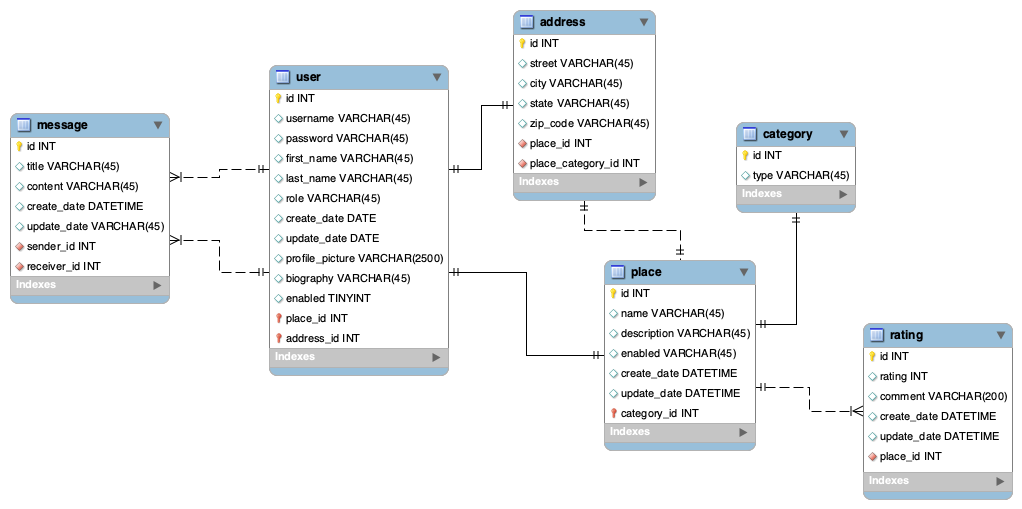 message
id INT
title VARCHAR(45)
content VARCHAR(45)
create_date DATETIME
update_date VARCHAR(45)
sender_id INT
receiver_id INT
Indexes
user
id INT
username VARCHAR(45)
password VARCHAR(45)
first_name VARCHAR(45)
last_name VARCHAR(45)
role VARCHAR(45)
create_date DATE
update_date DATE
profile_picture VARCHAR(2500)
biography VARCHAR(45)
enabled TINYINT
place_id INT
address_id INT
Indexes
address
id INT
street VARCHAR(45)
city VARCHAR(45)
state VARCHAR(45)
zip_code VARCHAR(45)
place_id INT
place_category_id INT
Indexes
category
id INT
type VARCHAR(45)
Indexes
place
id INT
name VARCHAR(45)
description VARCHAR(45)
enabled VARCHAR(45)
create_date DATETIME
update_date DATETIME
category_id INT
Indexes
rating
id INT
rating INT
comment VARCHAR(200)
create_date DATETIME
update_date DATETIME
place_id INT
Indexes